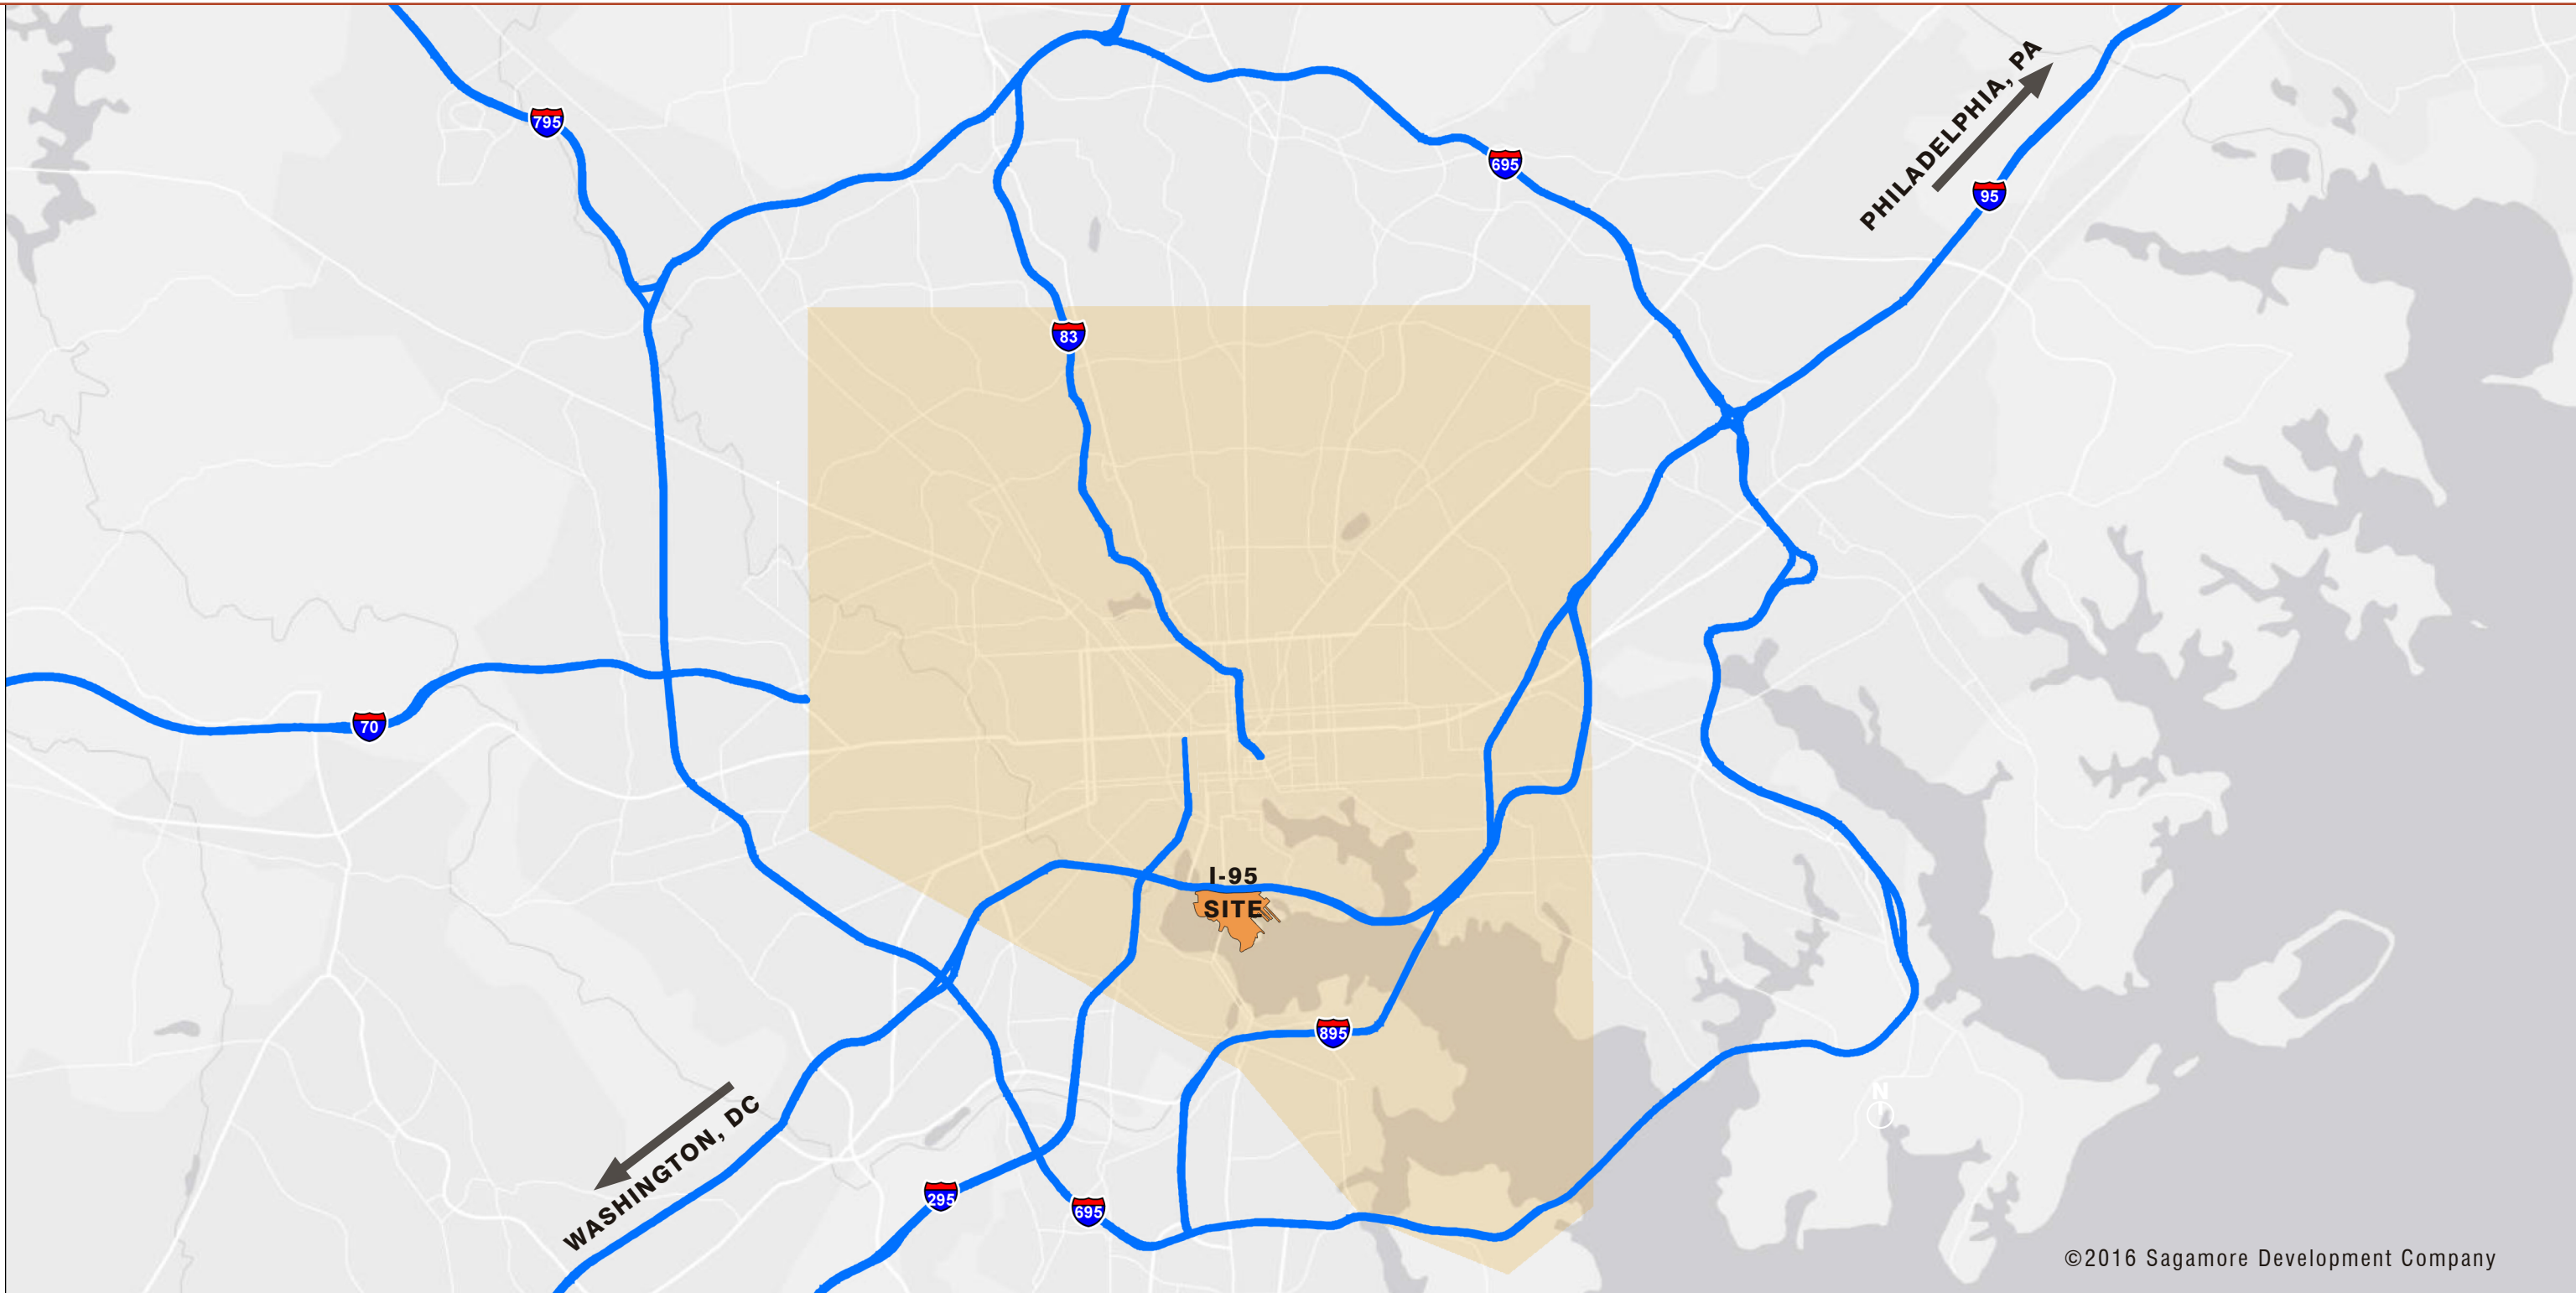 PHILADELPHIA, PA
795
695
95
83
70
I-95
SITE
895
N
WASHINGTON, DC
295
695
©2016 Sagamore Development Company